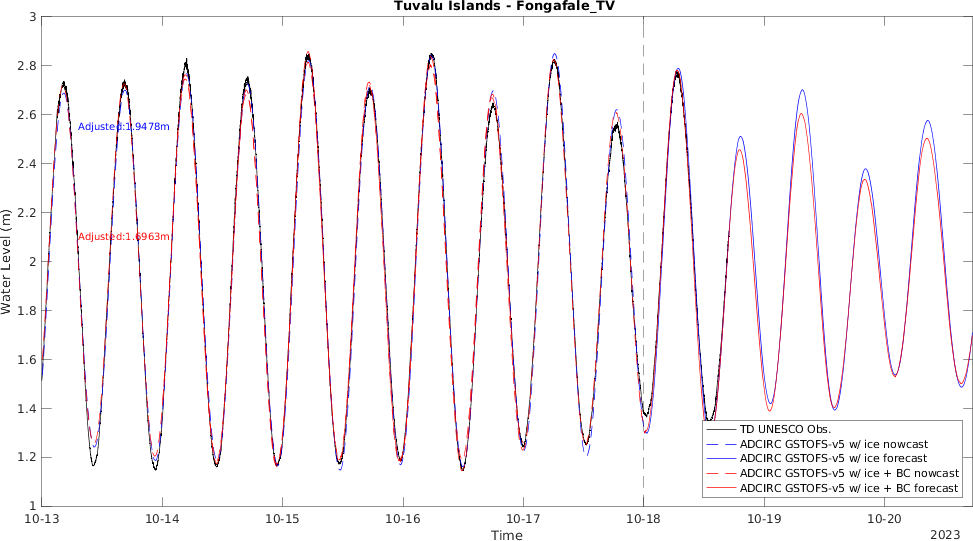 Tuvalu Islands - Fongafale_TV
3
2.8
2.6
2.4
2.2
2
1.8
1.6
1.4
1.2
1
Water Level (m)
Adjusted:1.9478m
Adjusted:1.6963m
TD UNESCO Obs.
ADCIRC GSTOFS-v5 w/ ice nowcast
ADCIRC GSTOFS-v5 w/ ice forecast
ADCIRC GSTOFS-v5 w/ ice + BC nowcast
ADCIRC GSTOFS-v5 w/ ice + BC forecast
10-13 10-14 10-15 10-16 10-17 10-18 10-19 10-20
Time
2023